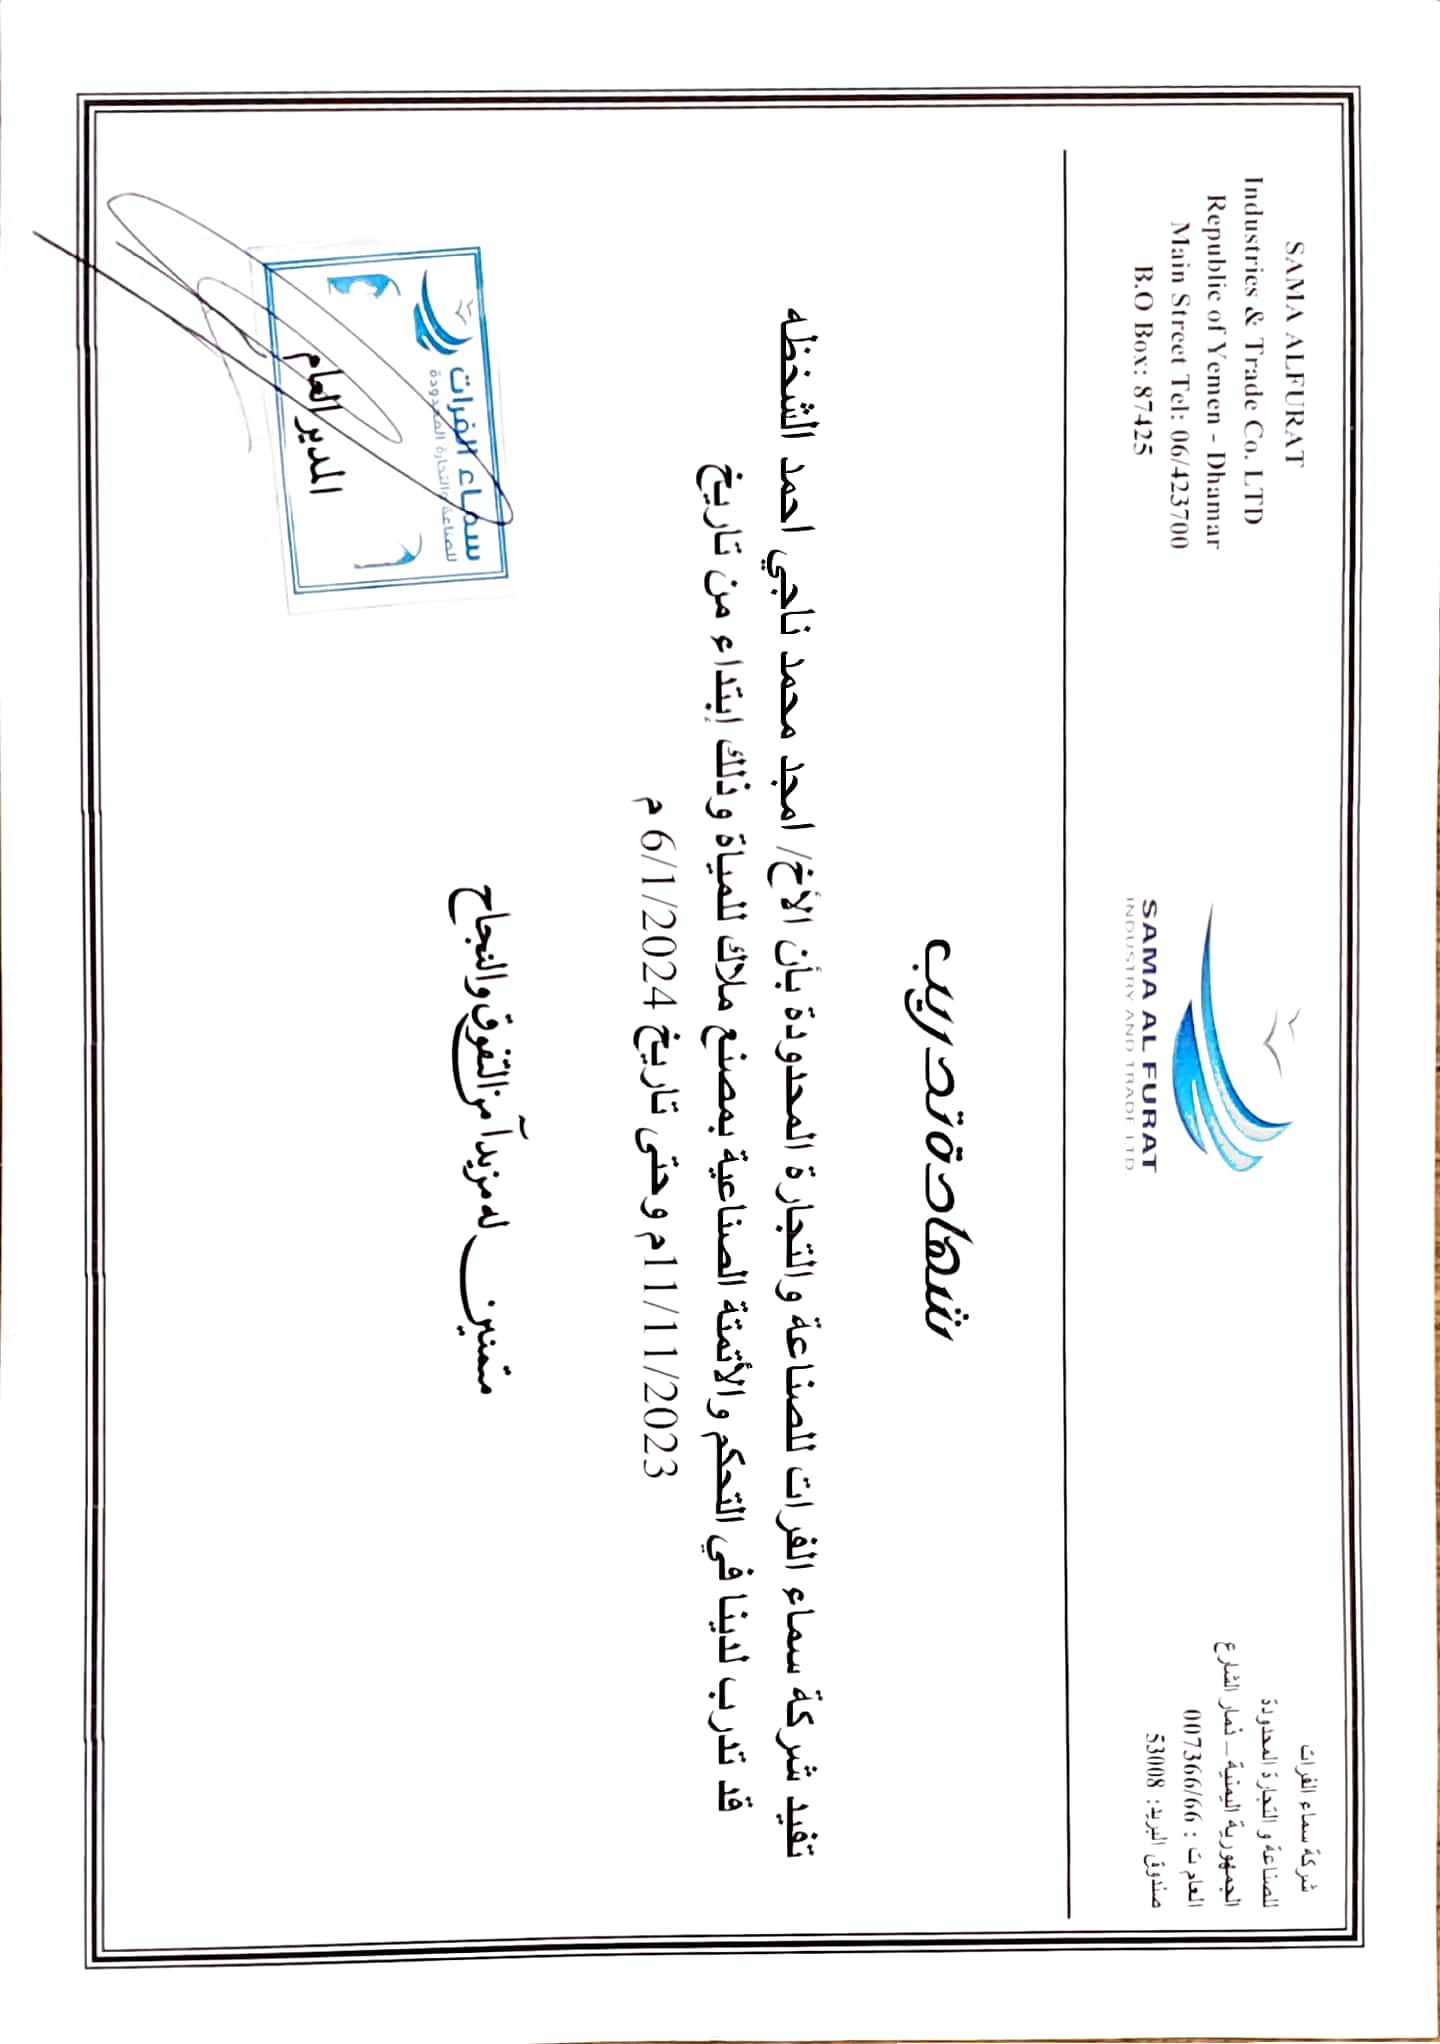 SAMA ALFURAT
Industries & Trade Co. LTD
Republic of Yemen - Dhamar
Main Street Tel: 06/423700
B.O Box: 87425
SAMA AL FURAT
INDUSTRY AND TRADE LTD.
شركة سماء الفرات
للصناعة و التجارة المحدودة
الجمهورية اليمنية – ذمار الشارع
العام ت : 007366/66
صندوق البريد: 53008
شهادة تدريب
تفيد شركة سماء الفرات للصناعة والتجارة المحدودة بأن الأخ/ امجد محمد ناجي احمد الشخظه
قد تدرب لدينا في التحكم والأتمتة الصناعية بمصنع ملاك للمياة وذلك إبتداء من تاريخ
11/11/2023م وحتى تاريخ 6/1/2024 م
متمنين له مزيداً من التفوق والنجاح
سماء الفرات
للصناعة والتجارة المحدودة
المدير العام